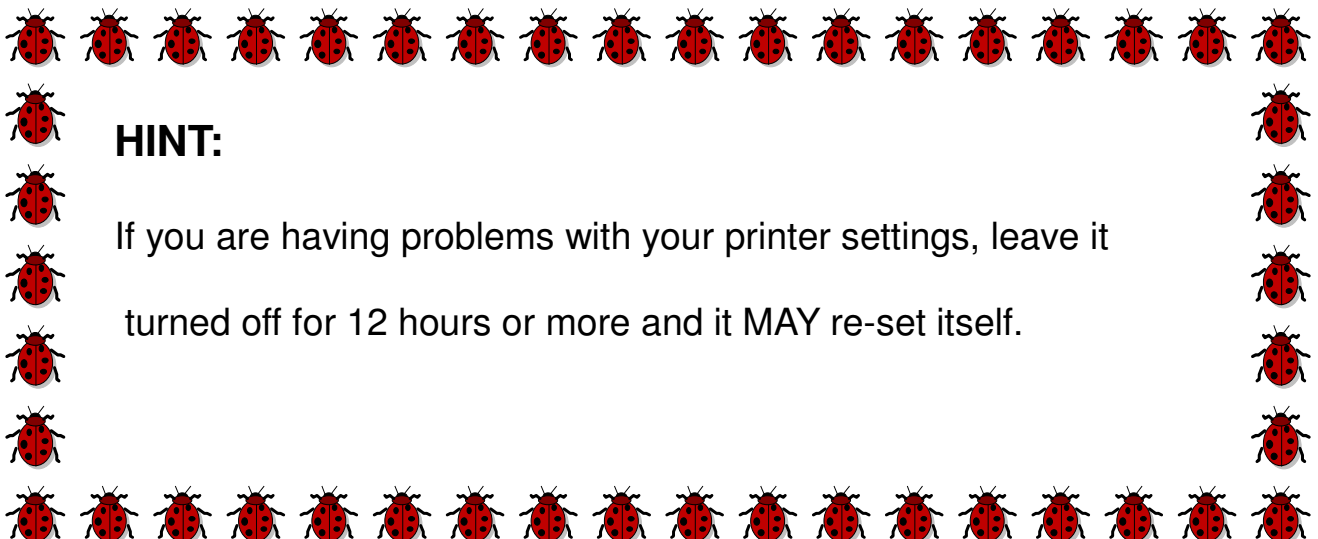 HINT:
If you are having problems with your printer settings, leave it
turned off for 12 hours or more and it MAY re-set itself.